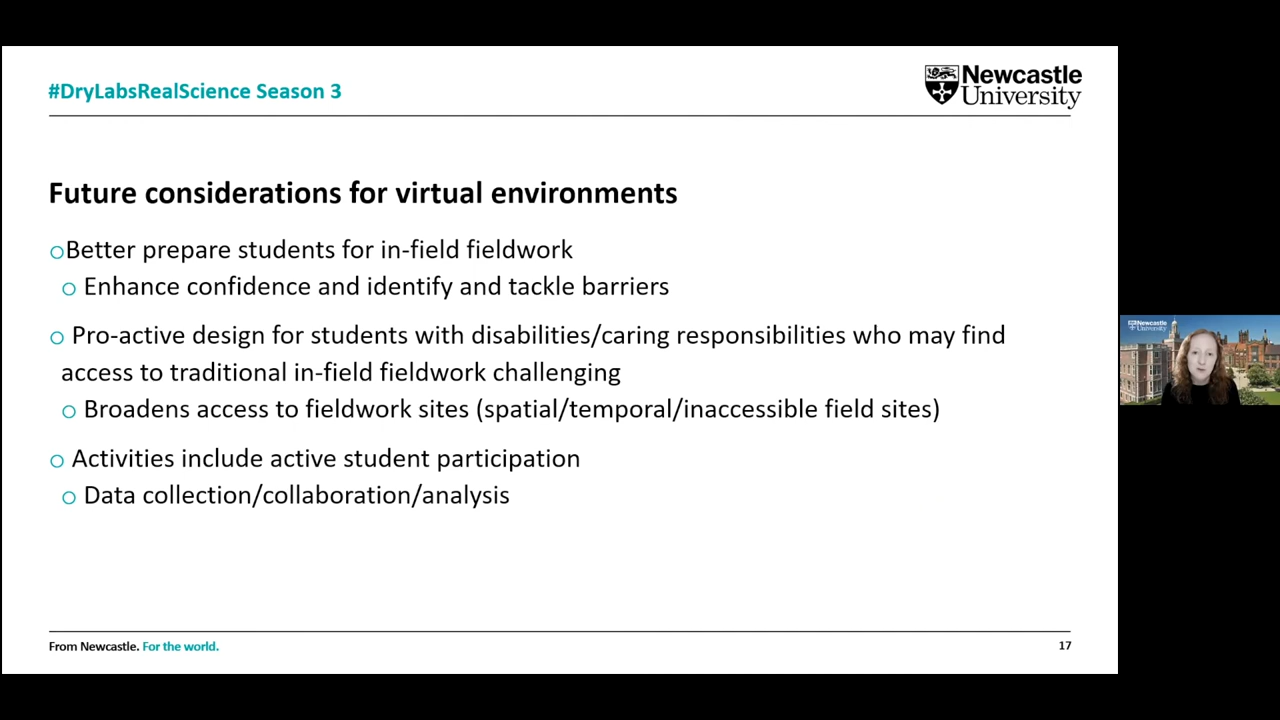 #DryLabsRealScience Season 3
Newcastle
University
Future considerations for virtual environments
oBetter prepare students for in-field fieldwork
o Enhance confidence and identify and tackle barriers
o Pro-active design for students with disabilities/caring responsibilities who may find
access to traditional in-field fieldwork challenging
o Broadens access to fieldwork sites (spatial/temporal/inaccessible field sites)
o Activities include active student participation
o Data collection/collaboration/analysis
From Newcastle. For the world.
17
Newcastle
University